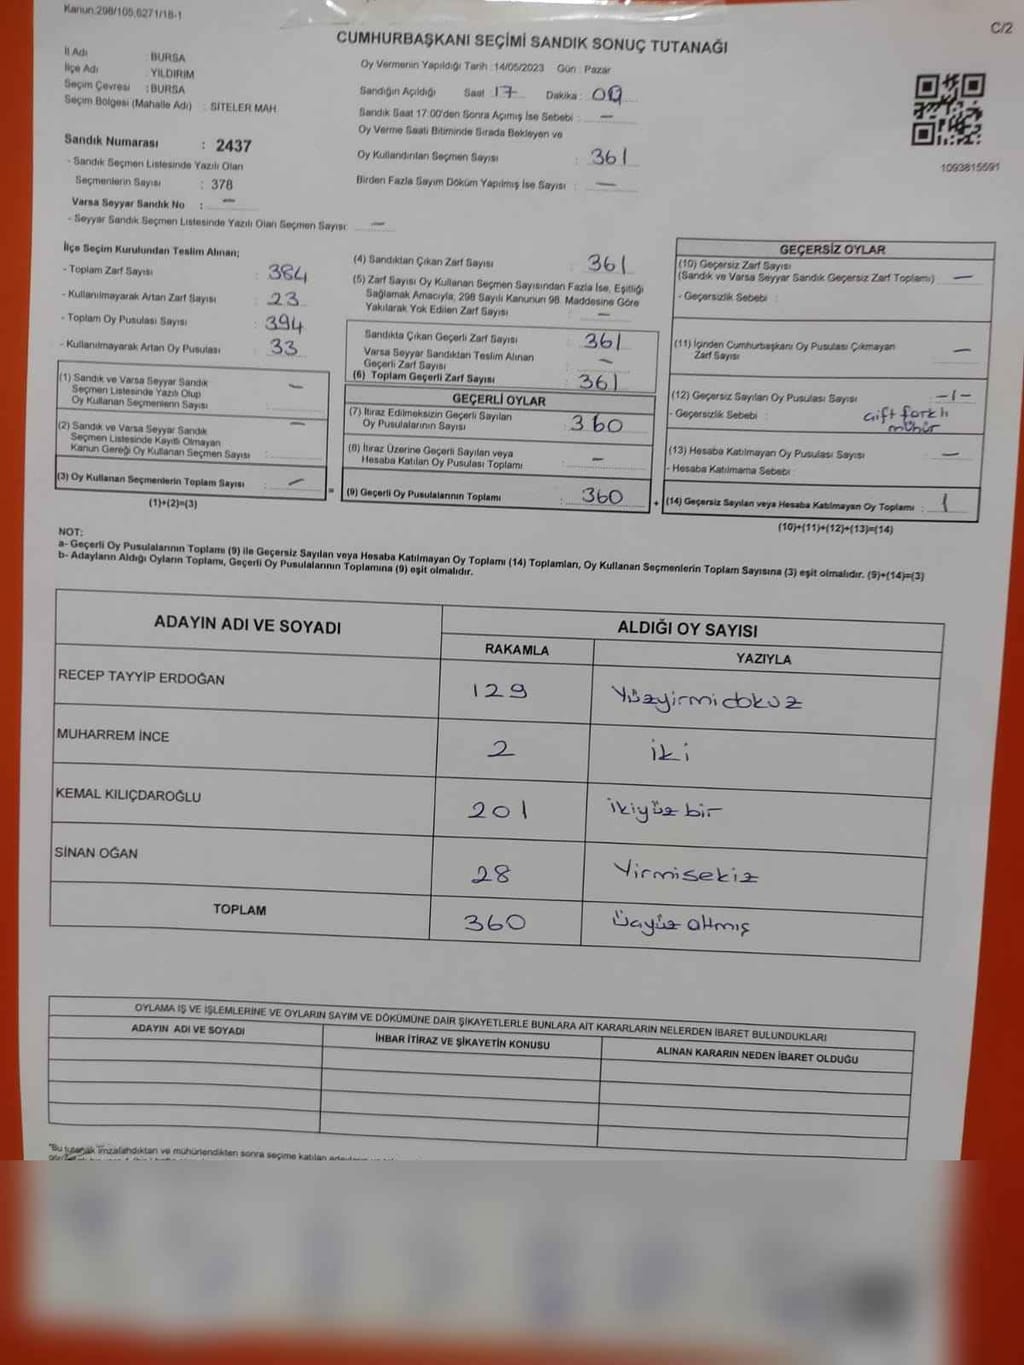 Kanun:298/105,6271/18-1
C/2
CUMHURBAŞKANI SEÇİMİ SANDIK SONUÇ TUTANAĞI
İl Adı : BURSA
İlçe Adı : YILDIRIM
Seçim Çevresi : BURSA
Seçim Bölgesi (Mahalle Adı) : SİTELER MAH.
Oy Vermenin Yapıldığı Tarih :14/05/2023 Gün : Pazar
Sandığın Açıldığı Saat : 17 Dakika : 00
Sandık Saat 17:00'den Sonra Açımış İse Sebebi : —
Oy Verme Saati Bitiminde Sırada Bekleyen ve
Oy Kullandırılan Seçmen Sayısı : 361
Birden Fazla Sayım Döküm Yapılmış İse Sayısı : —
1093815591
Sandık Numarası : 2437
- Sandık Seçmen Listesinde Yazılı Olan
Seçmenlerin Sayısı : 378
Varsa Seyyar Sandık No : —
- Seyyar Sandık Seçmen Listesinde Yazılı Olan Seçmen Sayısı: —
İlçe Seçim Kurulundan Teslim Alınan;
- Toplam Zarf Sayısı : 384
- Kullanılmayarak Artan Zarf Sayısı : 23
- Toplam Oy Pusulası Sayısı : 394
- Kullanılmayarak Artan Oy Pusulası : 33
(1) Sandık ve Varsa Seyyar Sandık
Seçmen Listesinde Yazılı Olup
Oy Kullanan Seçmenlerin Sayısı : —
(2) Sandık ve Varsa Seyyar Sandık
Seçmen Listesinde Kayıtlı Olmayan
Kanun Gereği Oy Kullanan Seçmen Sayısı : —
(3) Oy Kullanan Seçmenlerin Toplam Sayısı : —
(1)+(2)=(3)
(4) Sandıktan Çıkan Zarf Sayısı : 361
(5) Zarf Sayısı Oy Kullanan Seçmen Sayısından Fazla İse, Eşitliği
Sağlamak Amacıyla; 298 Sayılı Kanunun 98. Maddesine Göre
Yakılarak Yok Edilen Zarf Sayısı : —
Sandıkta Çıkan Geçerli Zarf Sayısı : 361
Varsa Seyyar Sandıktan Teslim Alınan
Geçerli Zarf Sayısı : —
(6) Toplam Geçerli Zarf Sayısı : 361
GEÇERLİ OYLAR
(7) İtiraz Edilmeksizin Geçerli Sayılan
Oy Pusulalarının Sayısı : 360
(8) İtiraz Üzerine Geçerli Sayılan veya
Hesaba Katılan Oy Pusulası Toplamı : —
= (9) Geçerli Oy Pusulalarının Toplamı : 360
GEÇERSİZ OYLAR
(10) Geçersiz Zarf Sayısı
(Sandık ve Varsa Seyyar Sandık Geçersiz Zarf Toplamı) : —
- Geçersizlik Sebebi :
(11) İçinden Cumhurbaşkanı Oy Pusulası Çıkmayan
Zarf Sayısı : —
(12) Geçersiz Sayılan Oy Pusulası Sayısı : -1-
- Geçersizlik Sebebi : Çift farklı
mühür
(13) Hesaba Katılmayan Oy Pusulası Sayısı : —
- Hesaba Katılmama Sebebi :
+ (14) Geçersiz Sayılan veya Hesaba Katılmayan Oy Toplamı : 1
(10)+(11)+(12)+(13)=(14)
NOT:
a- Geçerli Oy Pusulalarının Toplamı (9) ile Geçersiz Sayılan veya Hesaba Katılmayan Oy Toplamı (14) Toplamları, Oy Kullanan Seçmenlerin Toplam Sayısına (3) eşit olmalıdır. (9)+(14)=(3)
b- Adayların Aldığı Oyların Toplamı, Geçerli Oy Pusulalarının Toplamına (9) eşit olmalıdır.
ADAYIN ADI VE SOYADI ALDIĞI OY SAYISI
RAKAMLA YAZIYLA
RECEP TAYYİP ERDOĞAN 129 Yüzyirmidokuz
MUHARREM İNCE 2 iki
KEMAL KILIÇDAROĞLU 201 ikiyüz bir
SİNAN OĞAN 28 Yirmisekiz
TOPLAM 360 Üçyüz altmış
OYLAMA İŞ VE İŞLEMLERİNE VE OYLARIN SAYIM VE DÖKÜMÜNE DAİR ŞİKAYETLERLE BUNLARA AİT KARARLARIN NELERDEN İBARET BULUNDUKLARI
ADAYIN ADI VE SOYADI İHBAR İTİRAZ VE ŞİKAYETİN KONUSU ALINAN KARARIN NEDEN İBARET OLDUĞU
"Bu tutanak imzalandıktan ve mühürlendikten sonra seçime katılan